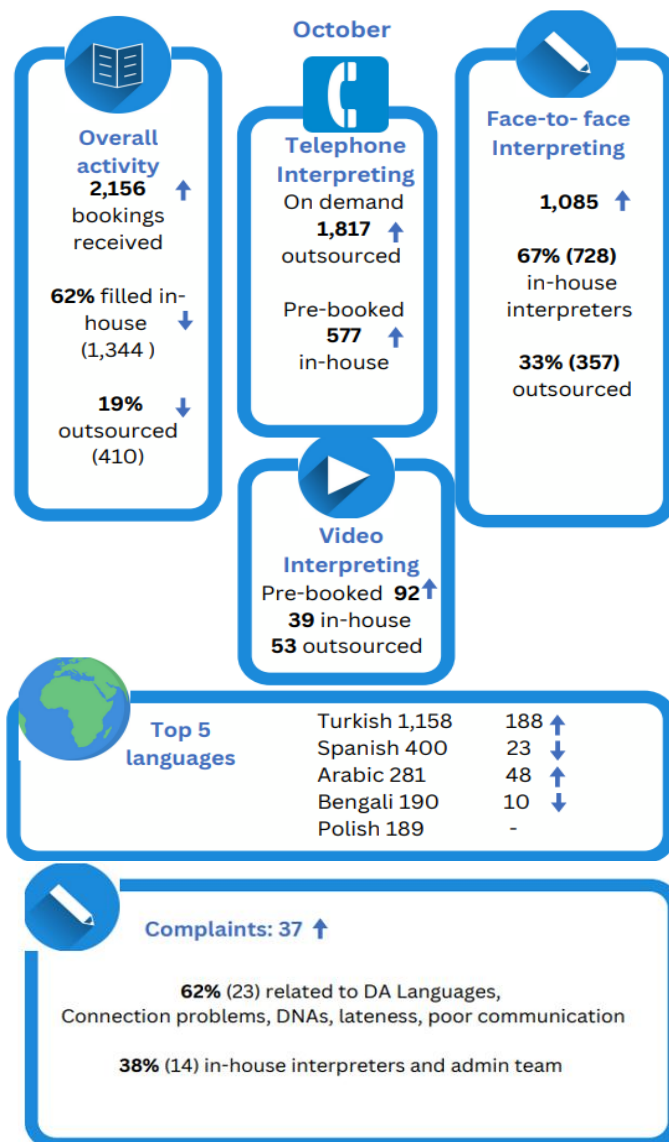 October
Overall
activity
2,156
bookings
received
62% filled in-
house
(1,344 )
19%
outsourced
(410)
Telephone
Interpreting
On demand
1,817
outsourced
Pre-booked
577
in-house
Face-to- face
Interpreting
1,085
67% (728)
in-house
interpreters
33% (357)
outsourced
Video
Interpreting
Pre-booked 92
39 in-house
53 outsourced
Top 5
languages
Turkish 1,158 188
Spanish 400 23
Arabic 281 48
Bengali 190 10
Polish 189 -
Complaints: 37
62% (23) related to DA Languages,
Connection problems, DNAs, lateness, poor communication
38% (14) in-house interpreters and admin team